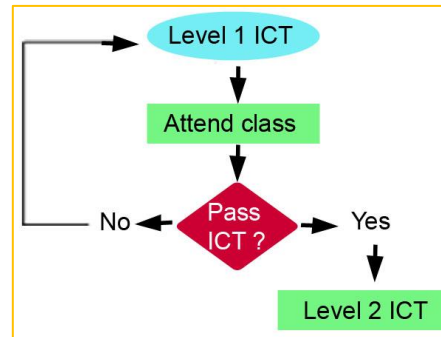 Level 1 ICT
Attend class
Pass
ICT ?
No
Yes
Level 2 ICT